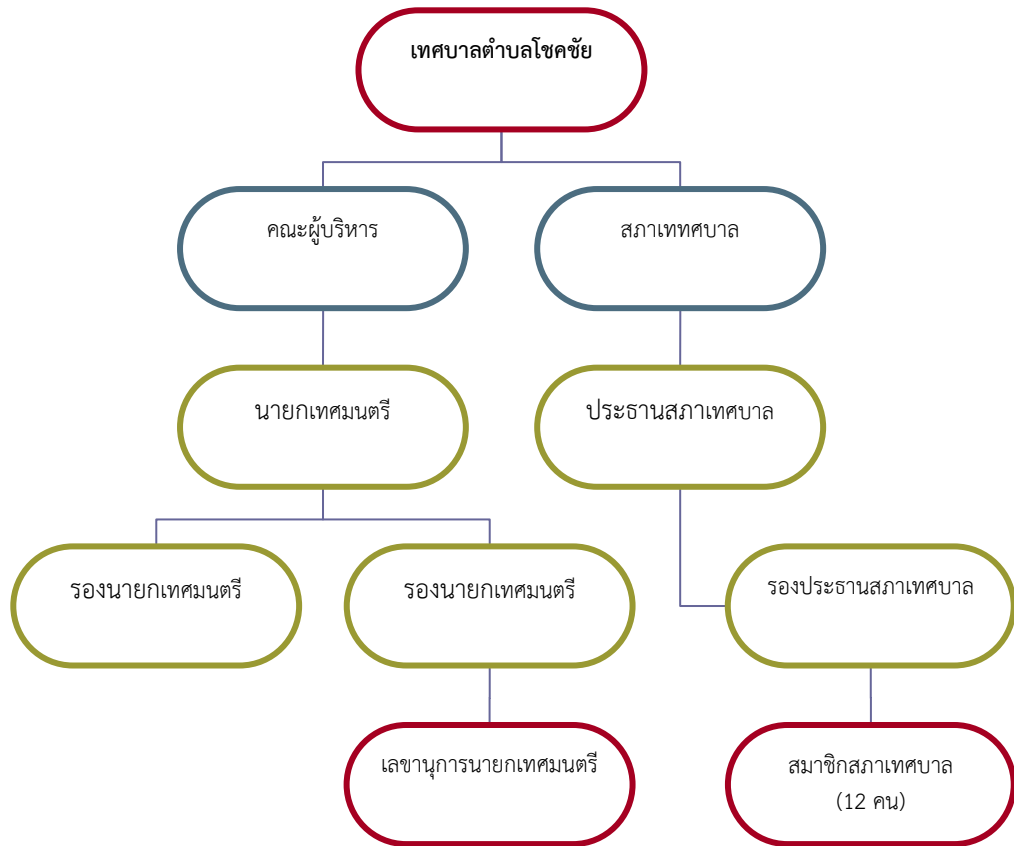 เทศบาลตำบลโชคชัย
คณะผู้บริหาร
สภาเททศบาล
นายกเทศมนตรี
ประธานสภาเทศบาล
รองนายกเทศมนตรี
รองนายกเทศมนตรี
รองประธานสภาเทศบาล
เลขานุการนายกเทศมนตรี
สมาชิกสภาเทศบาล
(12 คน)